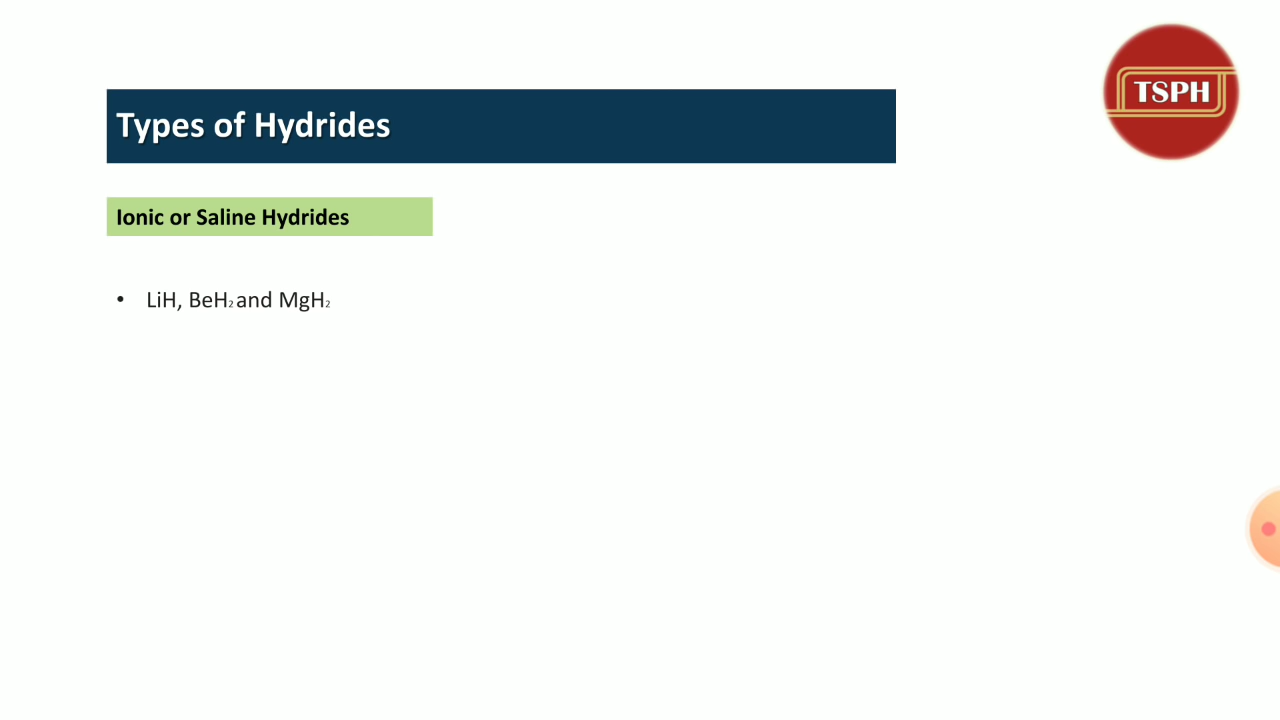 TSPH
Types of Hydrides
Ionic or Saline Hydrides
• LiH, BeH₂ and MgH₂